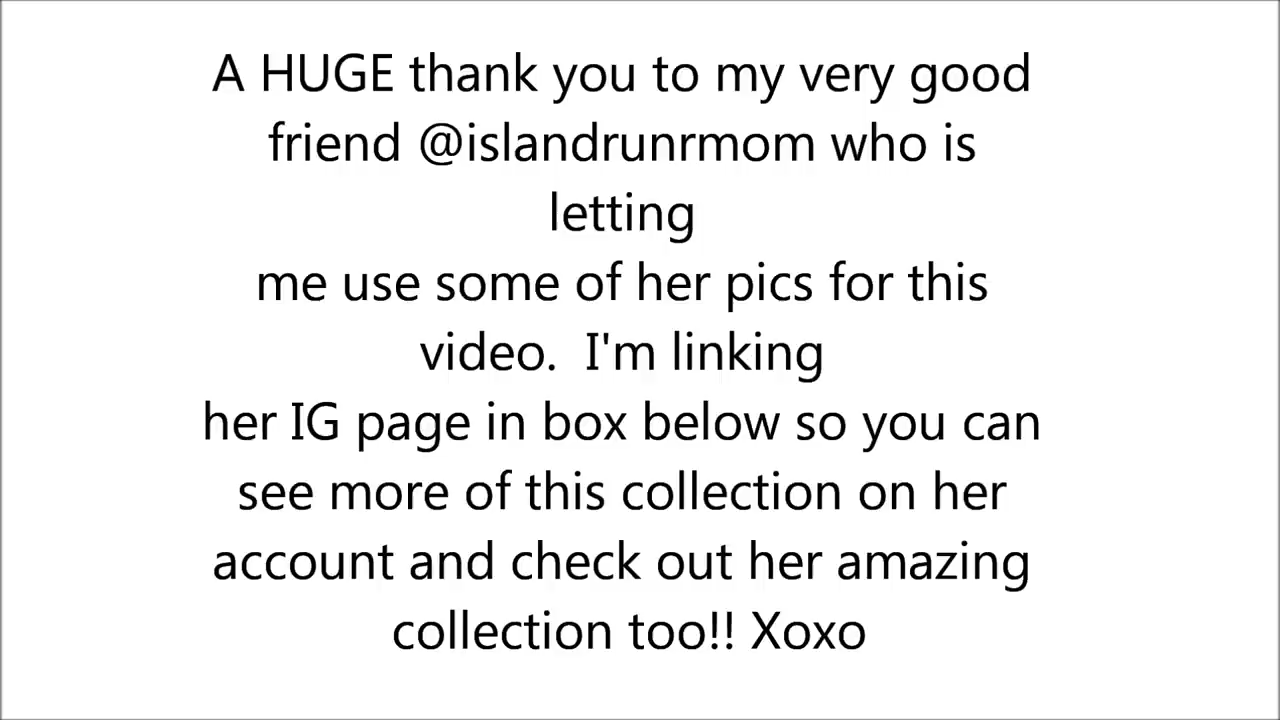 A HUGE thank you to my very good
friend @islandrunrmom who is
letting
me use some of her pics for this
video.  I'm linking
her IG page in box below so you can
see more of this collection on her
account and check out her amazing
collection too!! Xoxo